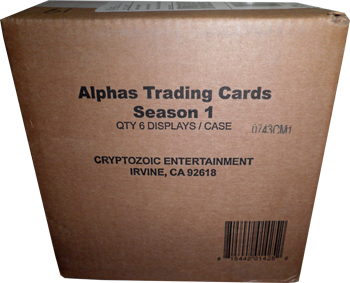 Alphas Trading Cards
Season 1
QTY 6 DISPLAYS / CASE
0743CM1
CRYPTOZOIC ENTERTAINMENT
IRVINE, CA 92618